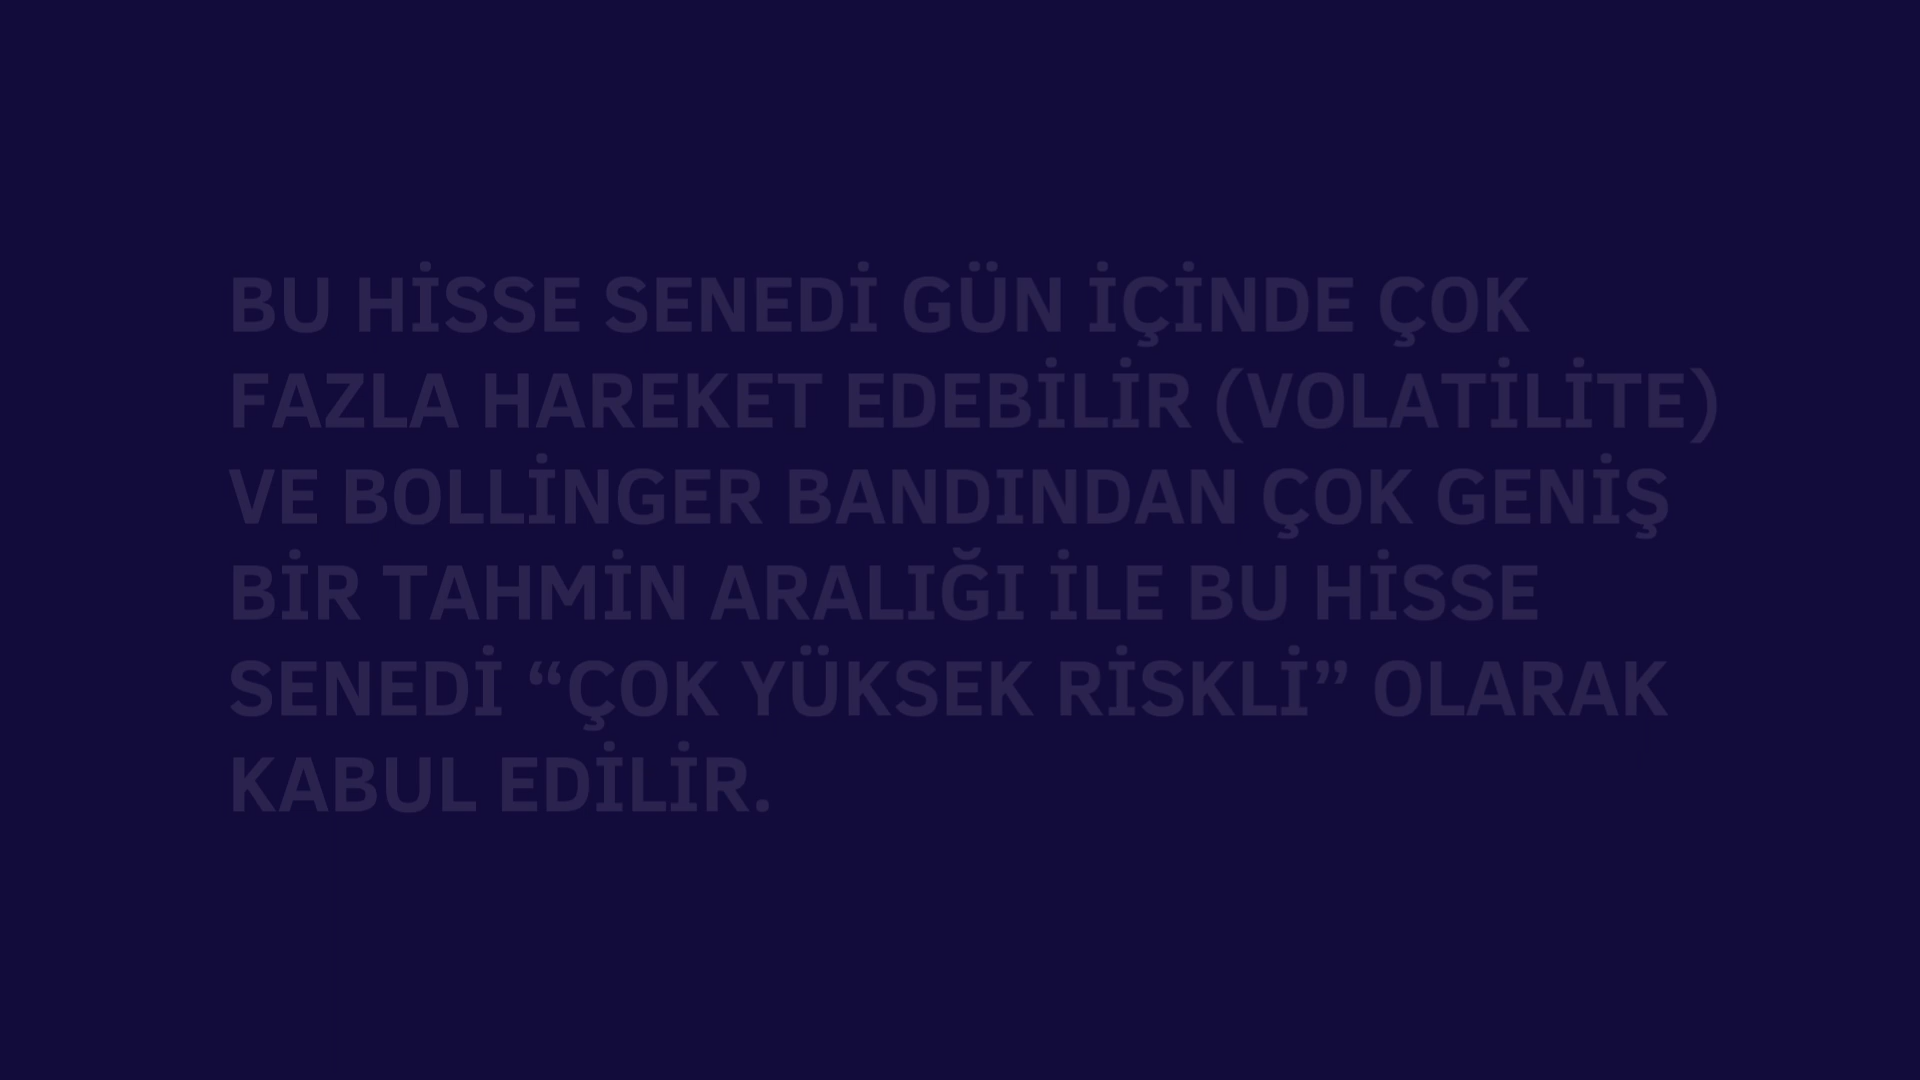 BU HİSSE SENEDİ GÜN İÇİNDE ÇOK
FAZLA HAREKET EDEBİLİR (VOLATİLİTE)
VE BOLLİNGER BANDINDAN ÇOK GENİŞ
BİR TAHMİN ARALIĞI İLE BU HİSSE
SENEDİ “ÇOK YÜKSEK RİSKLİ” OLARAK
KABUL EDİLİR.